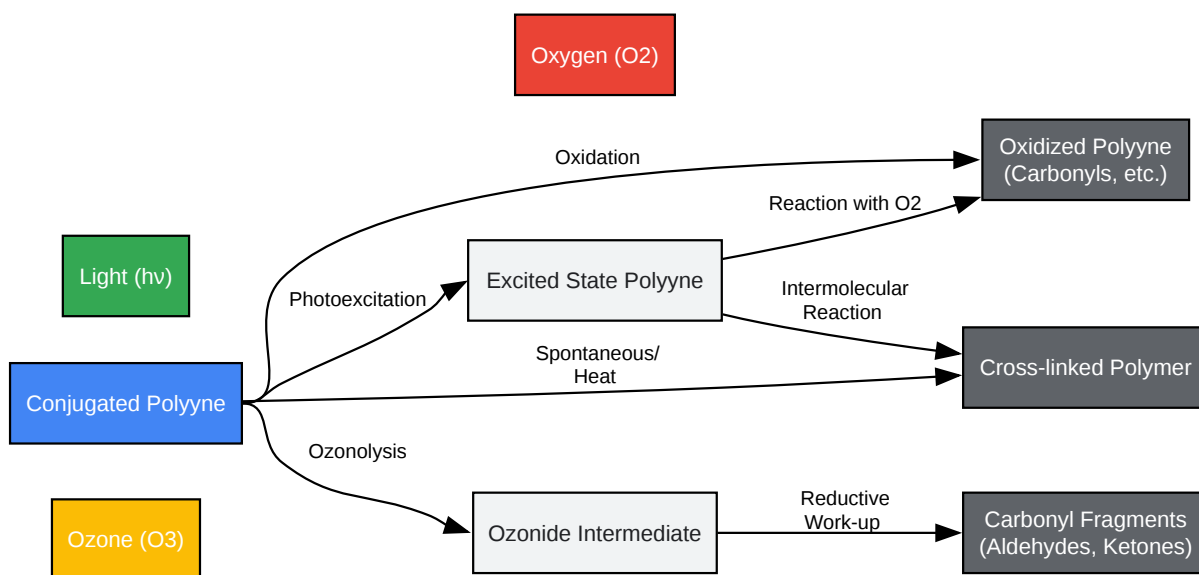 Oxygen (O2)
Oxidation
Oxidized Polyyne
(Carbonyls, etc.)
Reaction with O2
Light (hν)
Photoexcitation
Excited State Polyyne
Intermolecular
Reaction
Spontaneous/
Heat
Cross-linked Polymer
Conjugated Polyyne
Ozonolysis
Ozone (O3)
Ozonide Intermediate
Reductive
Work-up
Carbonyl Fragments
(Aldehydes, Ketones)